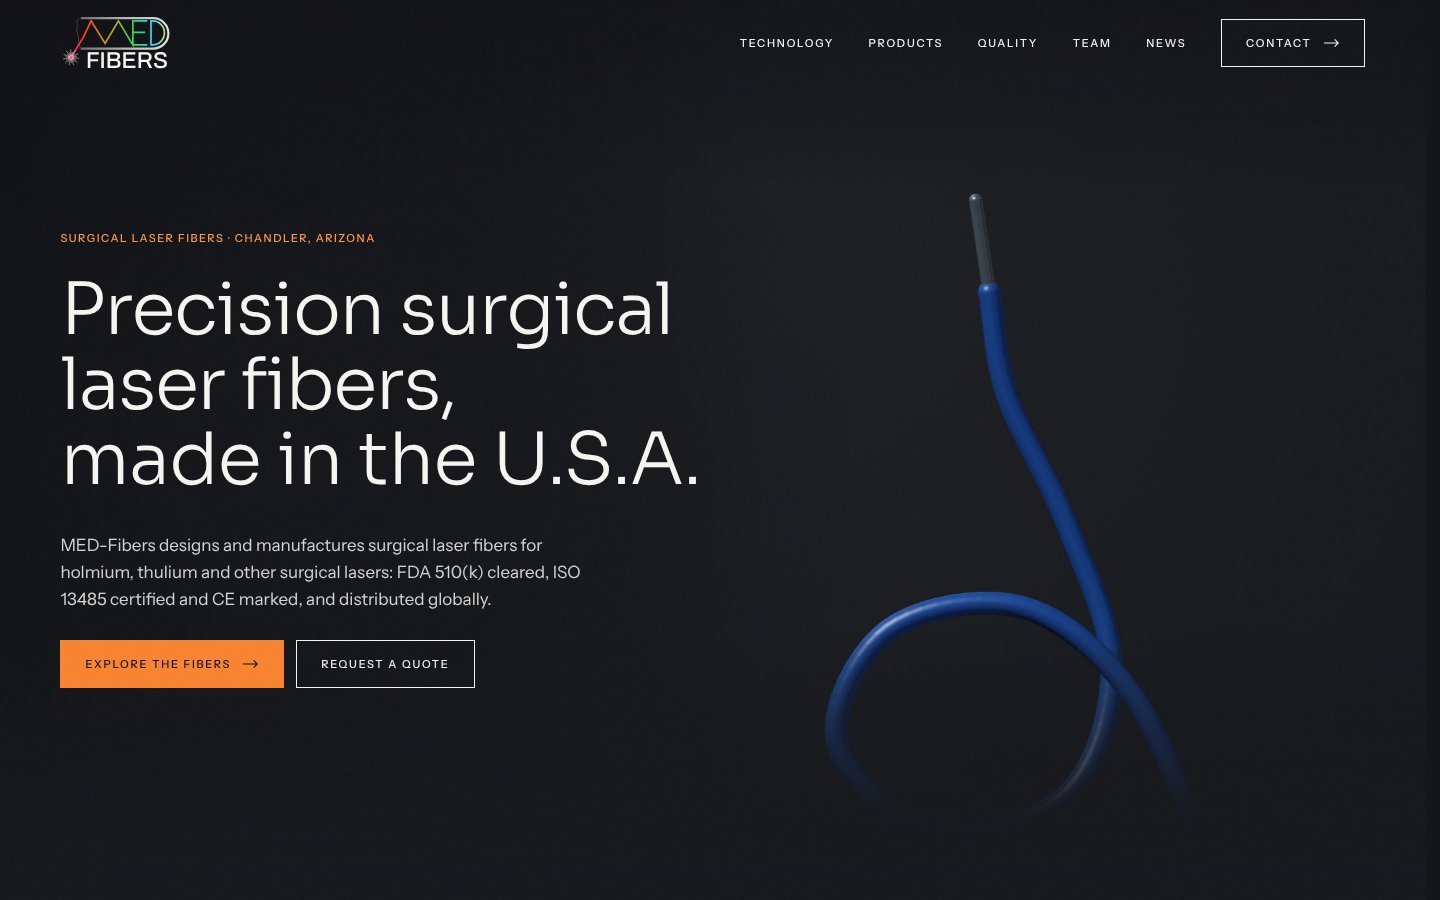 MED
FIBERS
TECHNOLOGY
PRODUCTS
QUALITY
TEAM
NEWS
CONTACT
SURGICAL LASER FIBERS · CHANDLER, ARIZONA
Precision surgical
laser fibers,
made in the U.S.A.
MED-Fibers designs and manufactures surgical laser fibers for
holmium, thulium and other surgical lasers: FDA 510(k) cleared, ISO
13485 certified and CE marked, and distributed globally.
EXPLORE THE FIBERS
REQUEST A QUOTE